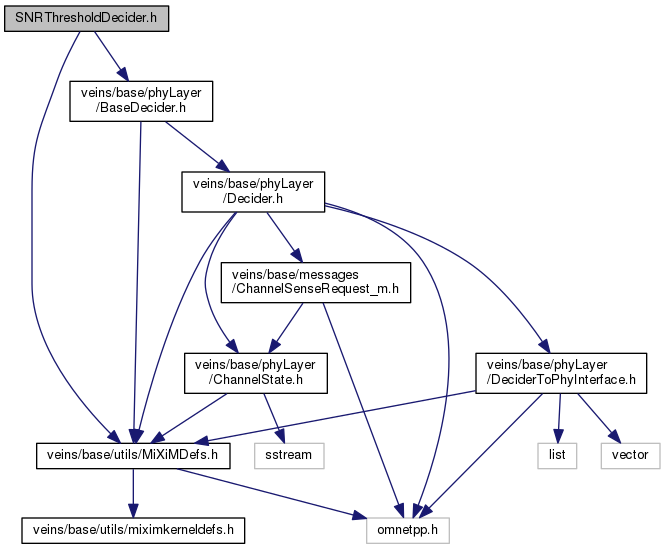 SNRThresholdDecider.h
veins/base/phyLayer
/BaseDecider.h
veins/base/phyLayer
/Decider.h
veins/base/messages
/ChannelSenseRequest_m.h
veins/base/phyLayer
/ChannelState.h
veins/base/phyLayer
/DeciderToPhyInterface.h
veins/base/utils/MiXiMDefs.h
sstream
list
vector
veins/base/utils/miximkerneldefs.h
omnetpp.h